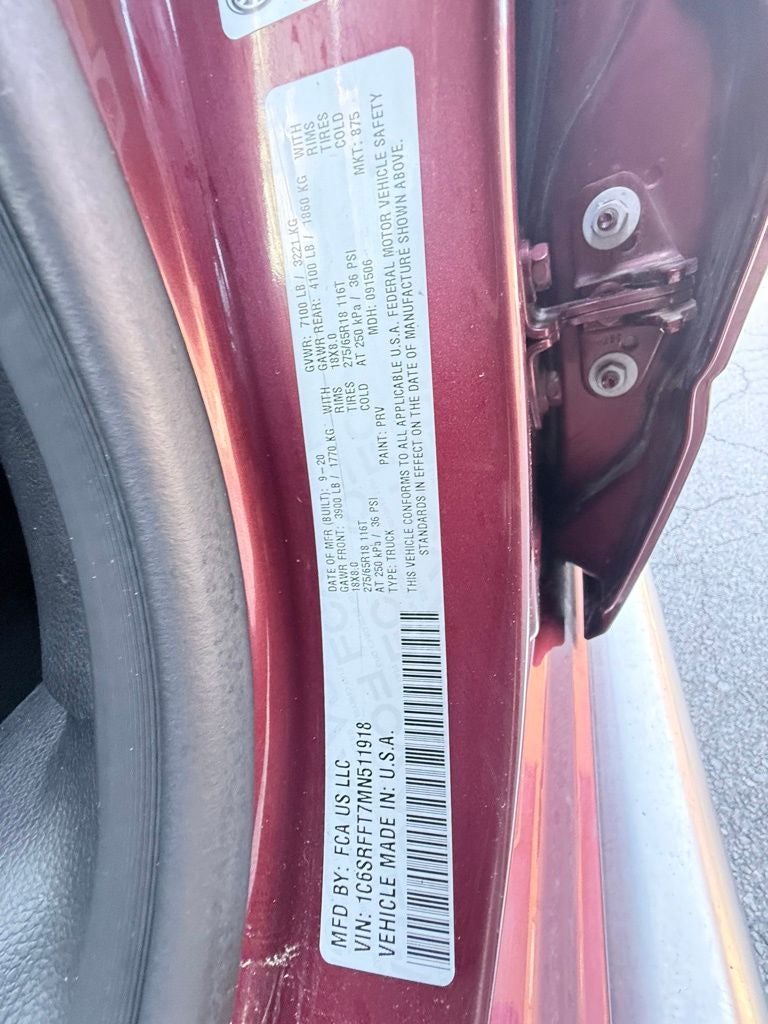 MFD BY: FCA US LLC
VIN: 1C6SRFFT7MN511918
VEHICLE MADE IN: U.S.A.
DATE OF MFR (BUILT): 9-20 GVWR: 7100 LB / 3221 KG
GAWR FRONT: 3900 LB / 1770 KG WITH GAWR REAR: 4100 LB / 1860 KG WITH
18X8.0 RIMS 18X8.0 RIMS
275/65R18 116T TIRES 275/65R18 116T TIRES
AT 250 kPa / 36 PSI COLD AT 250 kPa / 36 PSI COLD
TYPE: TRUCK PAINT: PRV MDH: 091506 MKT: 875
THIS VEHICLE CONFORMS TO ALL APPLICABLE U.S.A. FEDERAL MOTOR VEHICLE SAFETY
STANDARDS IN EFFECT ON THE DATE OF MANUFACTURE SHOWN ABOVE.